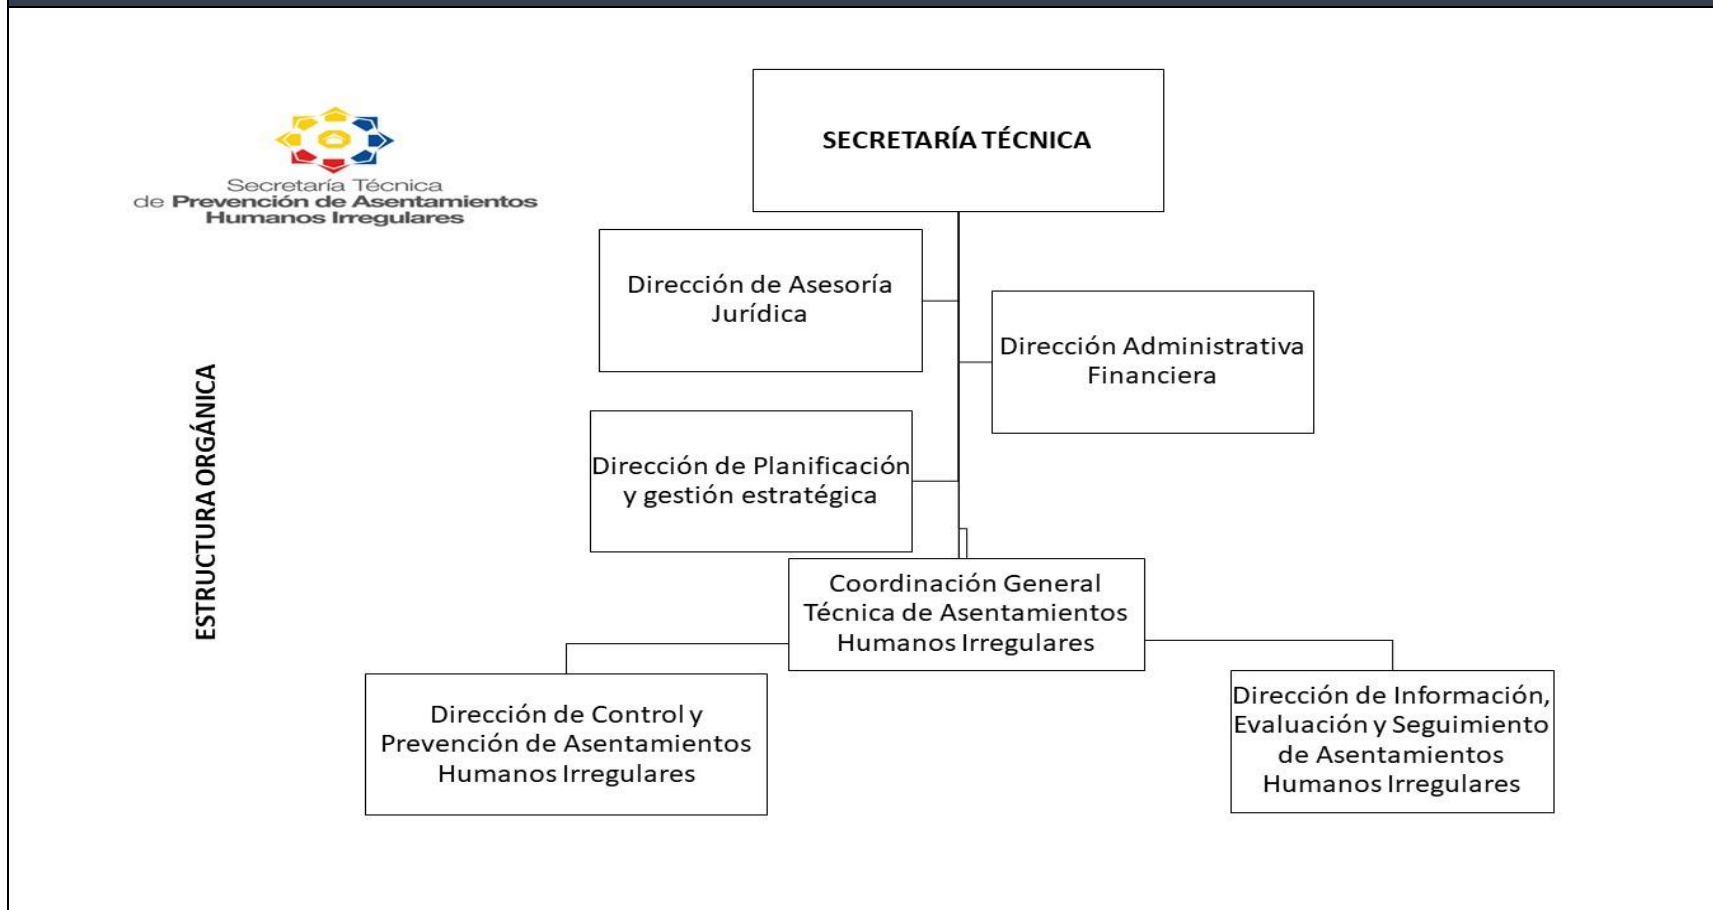 SECRETARÍA TÉCNICA
Secretaría Técnica
de Prevención de Asentamientos
Humanos Irregulares
ESTRUCTURA ORGÁNICA
Dirección de Asesoría
Jurídica
Dirección Administrativa
Financiera
Dirección de Planificación
y gestión estratégica
Coordinación General
Técnica de Asentamientos
Humanos Irregulares
Dirección de Control y
Prevención de Asentamientos
Humanos Irregulares
Dirección de Información,
Evaluación y Seguimiento
de Asentamientos
Humanos Irregulares